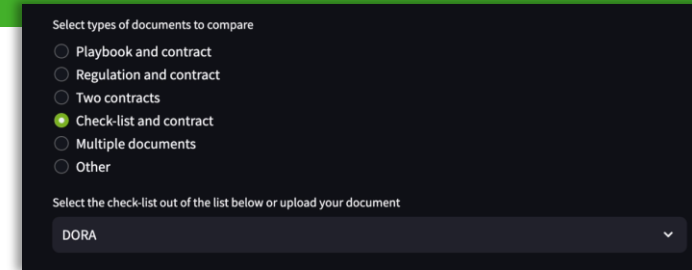 Select types of documents to compare
Playbook and contract
Regulation and contract
Two contracts
Check-list and contract
Multiple documents
Other
Select the check-list out of the list below or upload your document
DORA